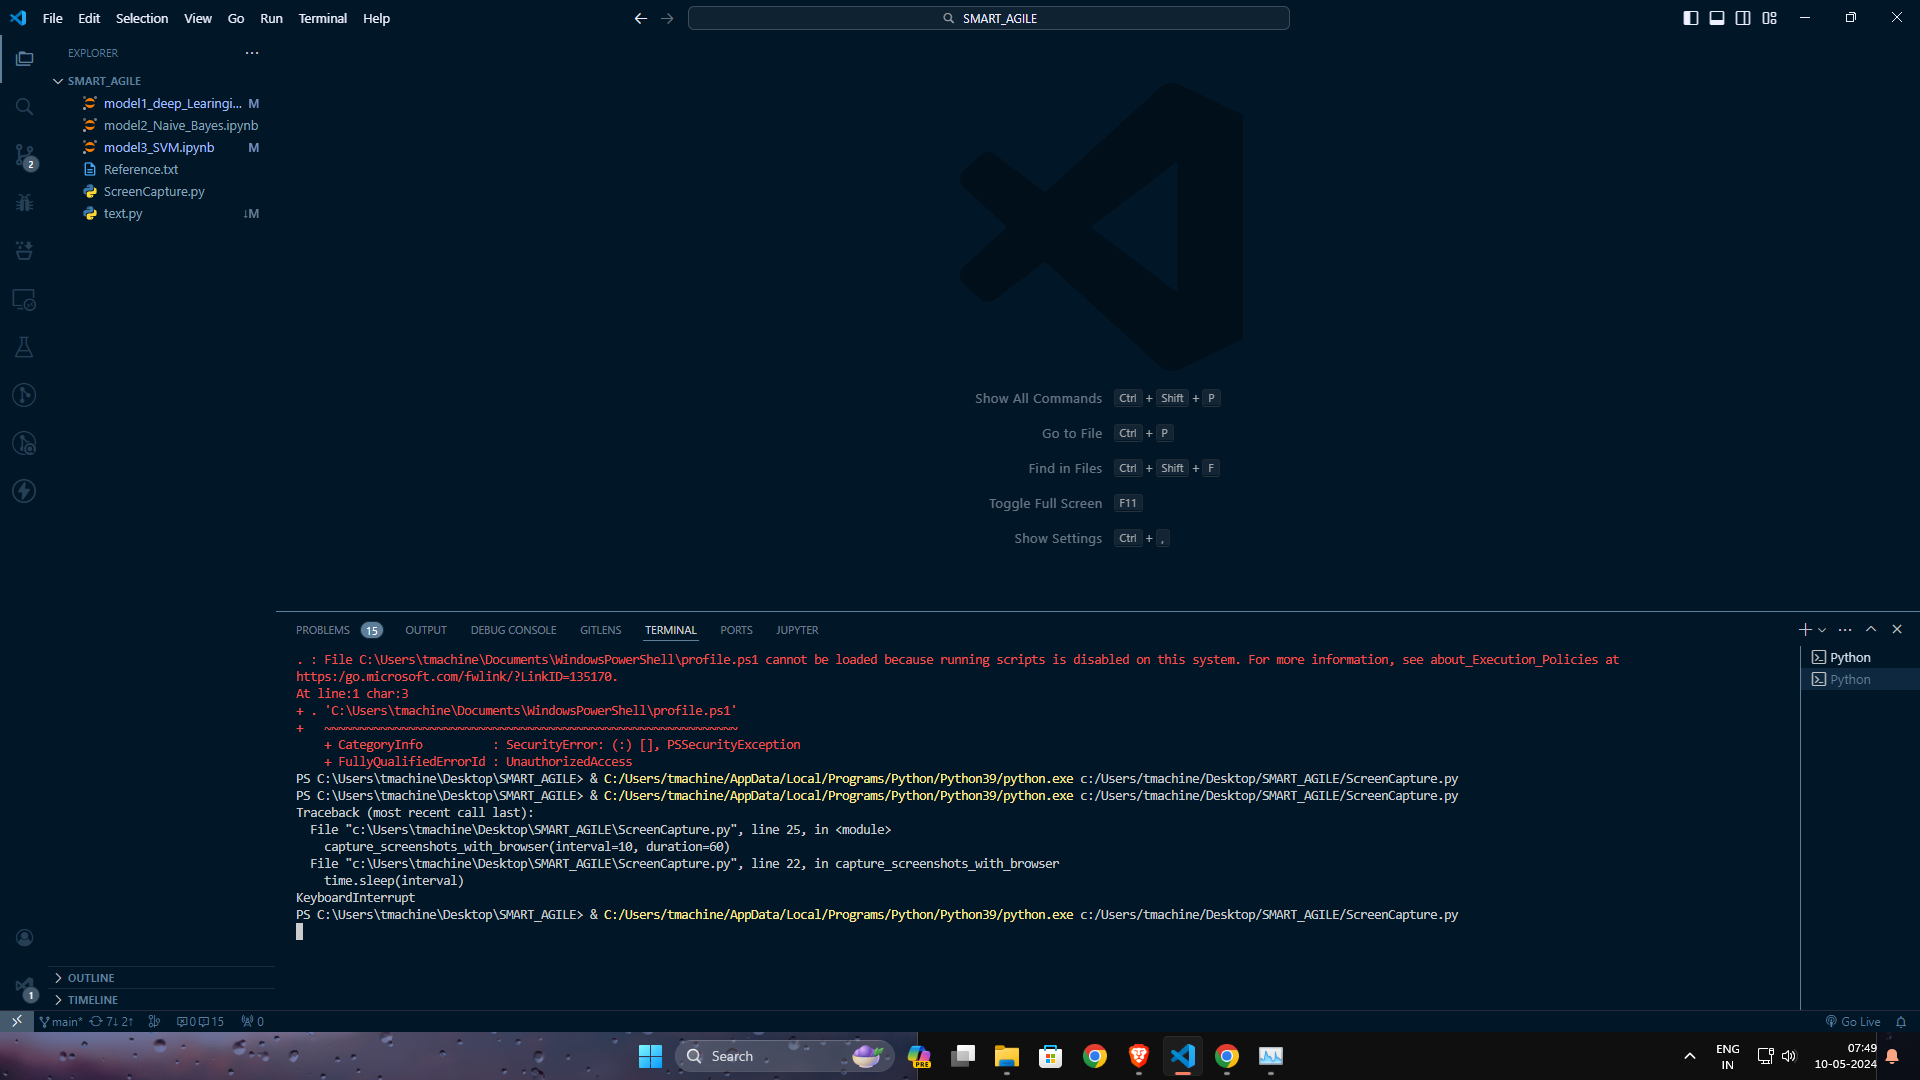 File Edit Selection View Go Run Terminal Help
SMART_AGILE
EXPLORER
SMART_AGILE
model1_deep_Learingi... M
model2_Naive_Bayes.ipynb
model3_SVM.ipynb M
Reference.txt
ScreenCapture.py
text.py ↓M
2
Show All Commands Ctrl + Shift + P
Go to File Ctrl + P
Find in Files Ctrl + Shift + F
Toggle Full Screen F11
Show Settings Ctrl + ,
PROBLEMS 15 OUTPUT DEBUG CONSOLE GITLENS TERMINAL PORTS JUPYTER
. : File C:\Users\tmachine\Documents\WindowsPowerShell\profile.ps1 cannot be loaded because running scripts is disabled on this system. For more information, see about_Execution_Policies at
https:/go.microsoft.com/fwlink/?LinkID=135170.
At line:1 char:3
+ . 'C:\Users\tmachine\Documents\WindowsPowerShell\profile.ps1'
+   ~~~~~~~~~~~~~~~~~~~~~~~~~~~~~~~~~~~~~~~~~~~~~~~~~~~~~~~~~~~
    + CategoryInfo          : SecurityError: (:) [], PSSecurityException
    + FullyQualifiedErrorId : UnauthorizedAccess
PS C:\Users\tmachine\Desktop\SMART_AGILE> & C:/Users/tmachine/AppData/Local/Programs/Python/Python39/python.exe c:/Users/tmachine/Desktop/SMART_AGILE/ScreenCapture.py
PS C:\Users\tmachine\Desktop\SMART_AGILE> & C:/Users/tmachine/AppData/Local/Programs/Python/Python39/python.exe c:/Users/tmachine/Desktop/SMART_AGILE/ScreenCapture.py
Traceback (most recent call last):
  File "c:\Users\tmachine\Desktop\SMART_AGILE\ScreenCapture.py", line 25, in <module>
    capture_screenshots_with_browser(interval=10, duration=60)
  File "c:\Users\tmachine\Desktop\SMART_AGILE\ScreenCapture.py", line 22, in capture_screenshots_with_browser
    time.sleep(interval)
KeyboardInterrupt
PS C:\Users\tmachine\Desktop\SMART_AGILE> & C:/Users/tmachine/AppData/Local/Programs/Python/Python39/python.exe c:/Users/tmachine/Desktop/SMART_AGILE/ScreenCapture.py
Python
Python
OUTLINE
1
TIMELINE
main* 7↓ 2↑ 0 15 0
Go Live
Search
PRE
ENG
IN
07:49
10-05-2024